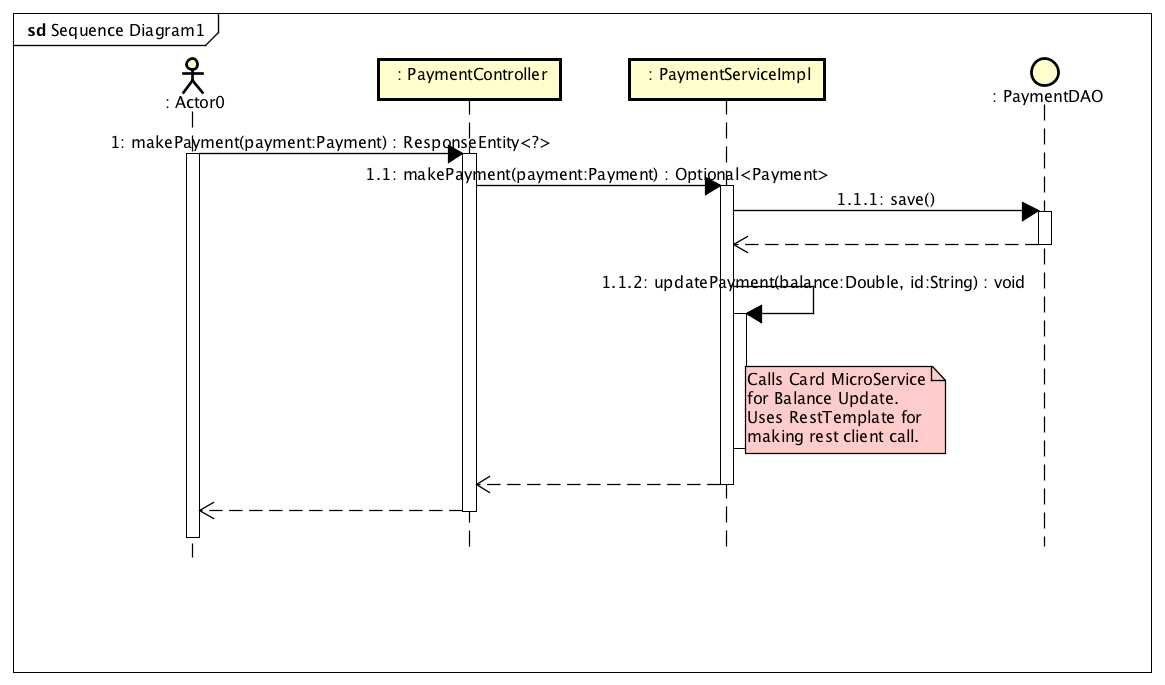 sd Sequence Diagram1
: Actor0
: PaymentController
: PaymentServiceImpl
: PaymentDAO
1: makePayment(payment:Payment) : ResponseEntity<?>
1.1: makePayment(payment:Payment) : Optional<Payment>
1.1.1: save()
1.1.2: updatePayment(balance:Double, id:String) : void
Calls Card MicroService
for Balance Update.
Uses RestTemplate for
making rest client call.